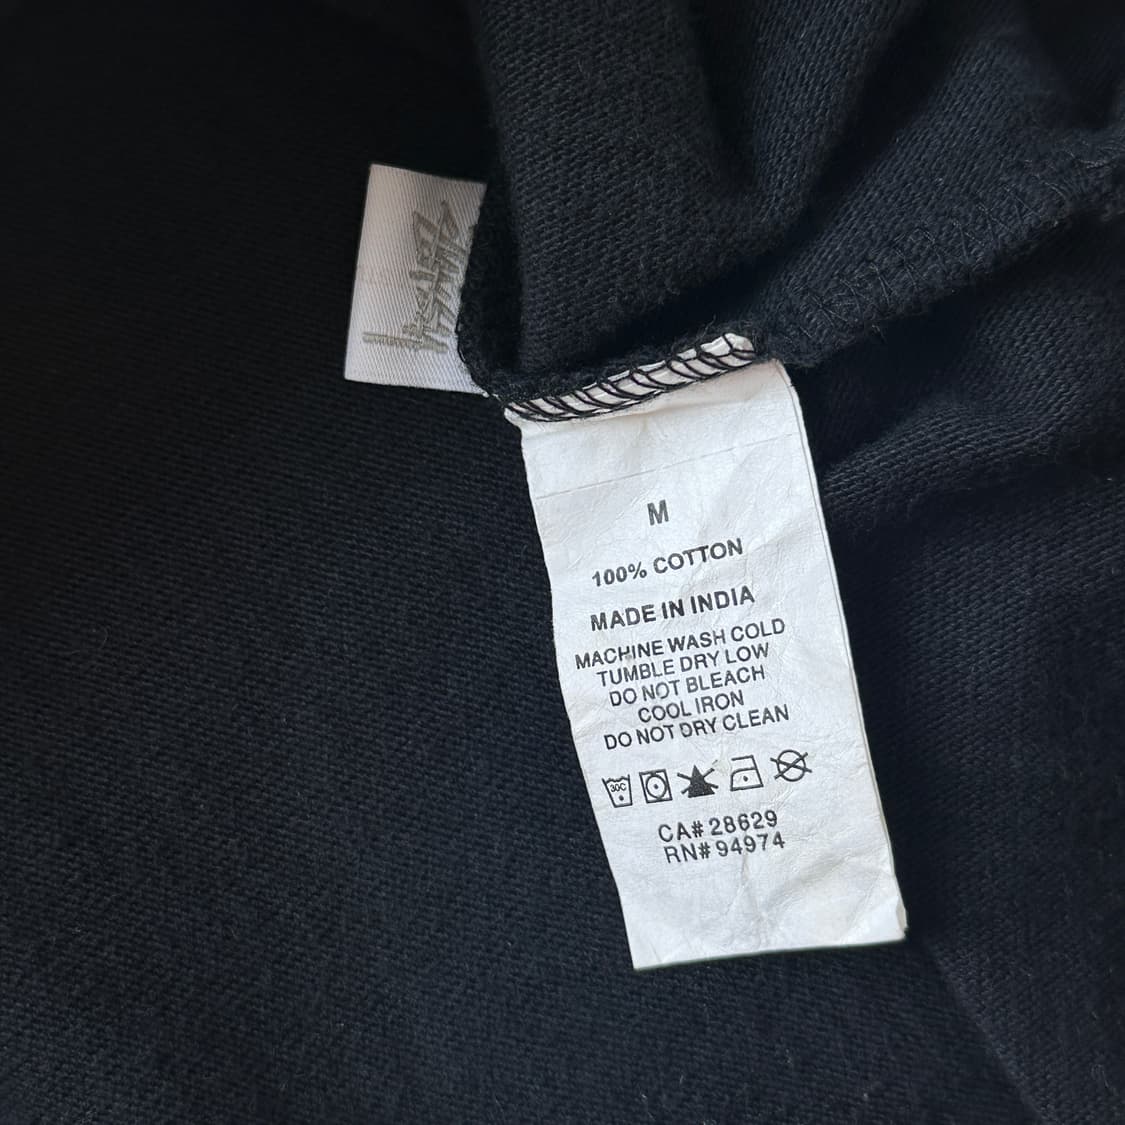 Stüssy
M
100% COTTON
MADE IN INDIA
MACHINE WASH COLD
TUMBLE DRY LOW
DO NOT BLEACH
COOL IRON
DO NOT DRY CLEAN
30C
CA# 28629
RN# 94974